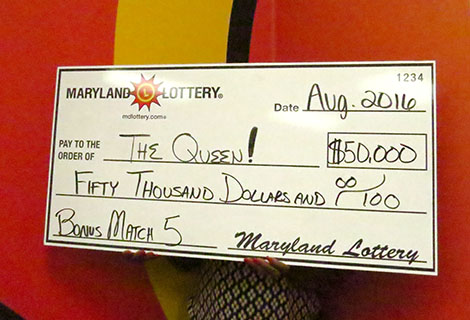 1234
MARYLAND L LOTTERY®
mdlottery.com
Date Aug. 2016
PAY TO THE
ORDER OF THE QUEEN! $50,000
FIFTY THOUSAND DOLLARS AND 00/100
BONUS MATCH 5
Maryland Lottery